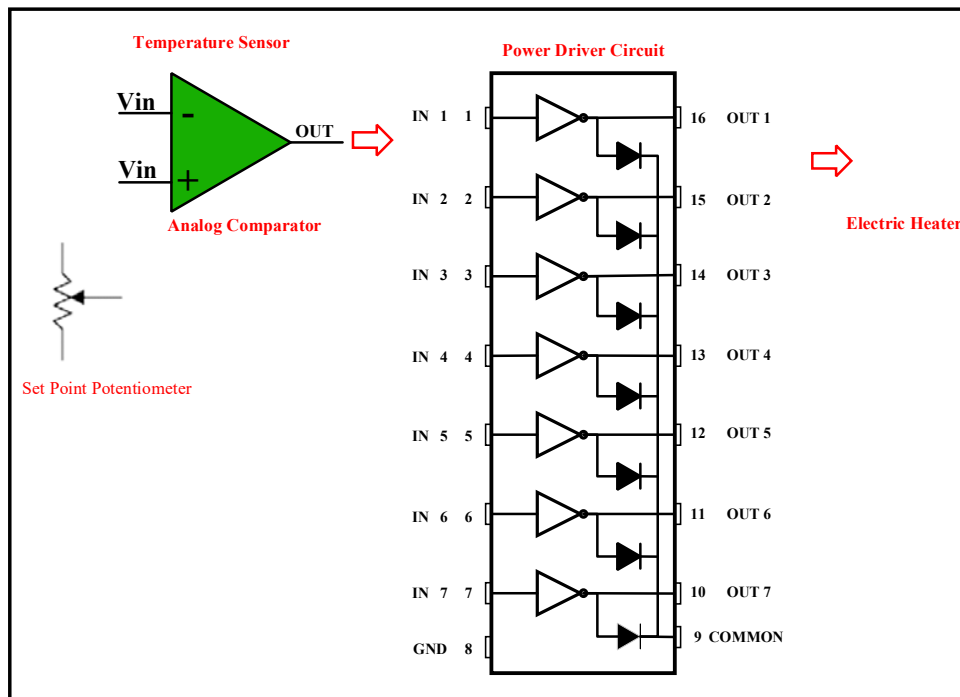 Temperature Sensor
Vin
-
OUT
Vin
+
Analog Comparator
Set Point Potentiometer
Power Driver Circuit
IN 1 1
16 OUT 1
IN 2 2
15 OUT 2
IN 3 3
14 OUT 3
IN 4 4
13 OUT 4
IN 5 5
12 OUT 5
IN 6 6
11 OUT 6
IN 7 7
10 OUT 7
GND 8
9 COMMON
Electric Heater